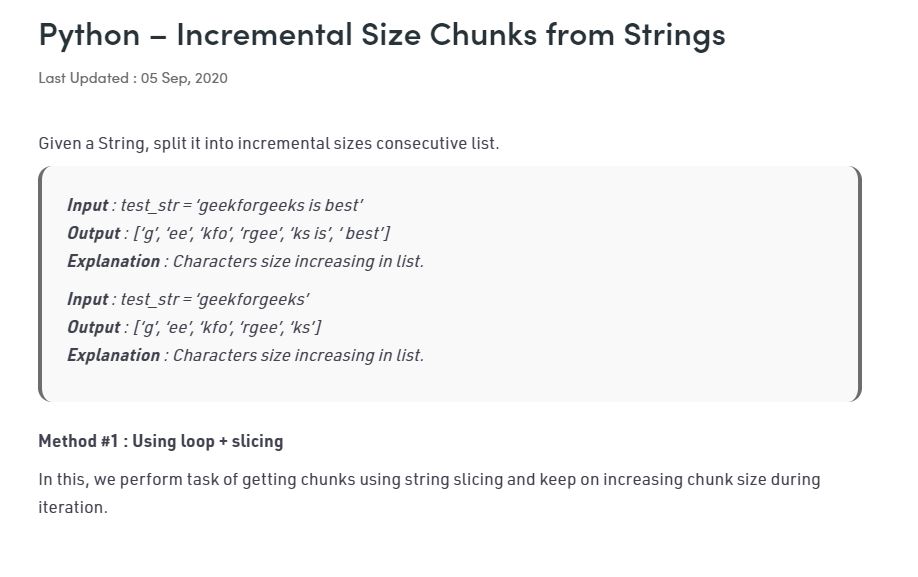 Python – Incremental Size Chunks from Strings
Last Updated : 05 Sep, 2020
Given a String, split it into incremental sizes consecutive list.
Input : test_str = ‘geekforgeeks is best’
Output : [‘g’, ‘ee’, ‘kfo’, ‘rgee’, ‘ks is’, ‘ best’]
Explanation : Characters size increasing in list.
Input : test_str = ‘geekforgeeks’
Output : [‘g’, ‘ee’, ‘kfo’, ‘rgee’, ‘ks’]
Explanation : Characters size increasing in list.
Method #1 : Using loop + slicing
In this, we perform task of getting chunks using string slicing and keep on increasing chunk size during
iteration.